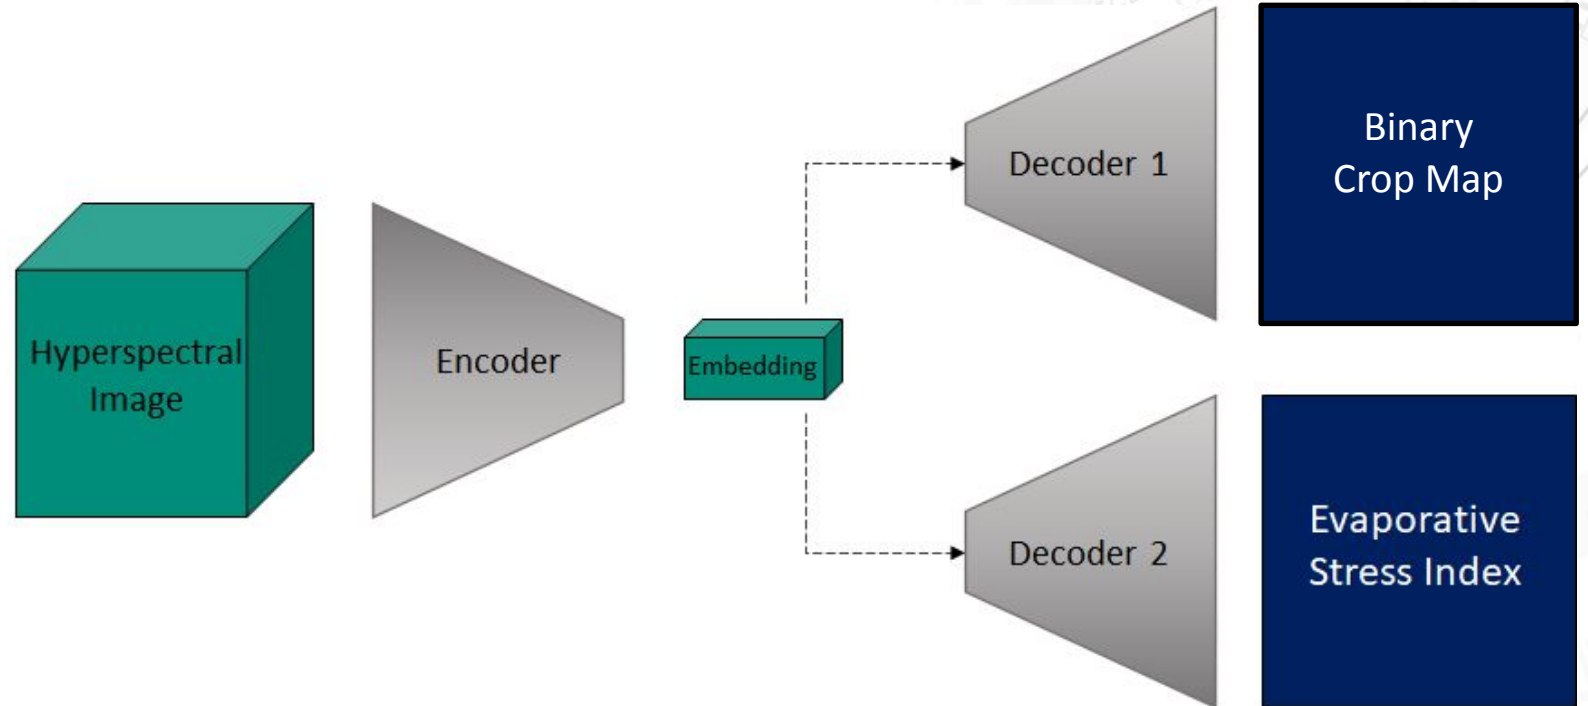 Hyperspectral
Image
Encoder
Embedding
Decoder 1
Binary
Crop Map
Decoder 2
Evaporative
Stress Index